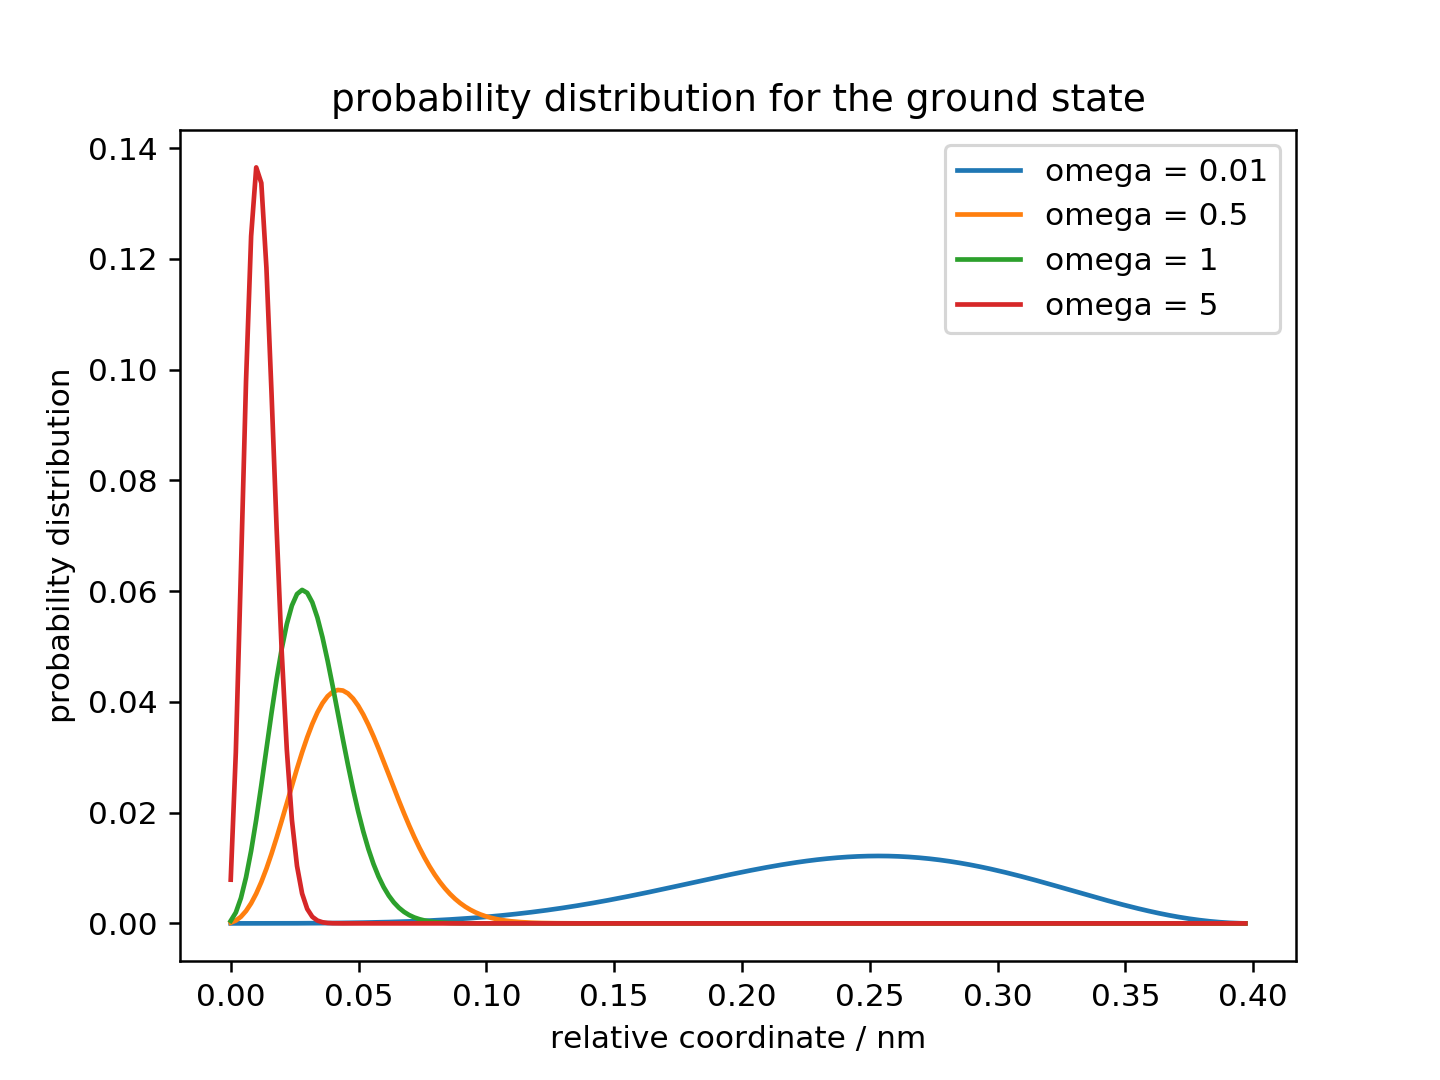 probability distribution for the ground state
omega = 0.01
omega = 0.5
omega = 1
omega = 5
probability distribution
0.14
0.12
0.10
0.08
0.06
0.04
0.02
0.00
0.00 0.05 0.10 0.15 0.20 0.25 0.30 0.35 0.40
relative coordinate / nm